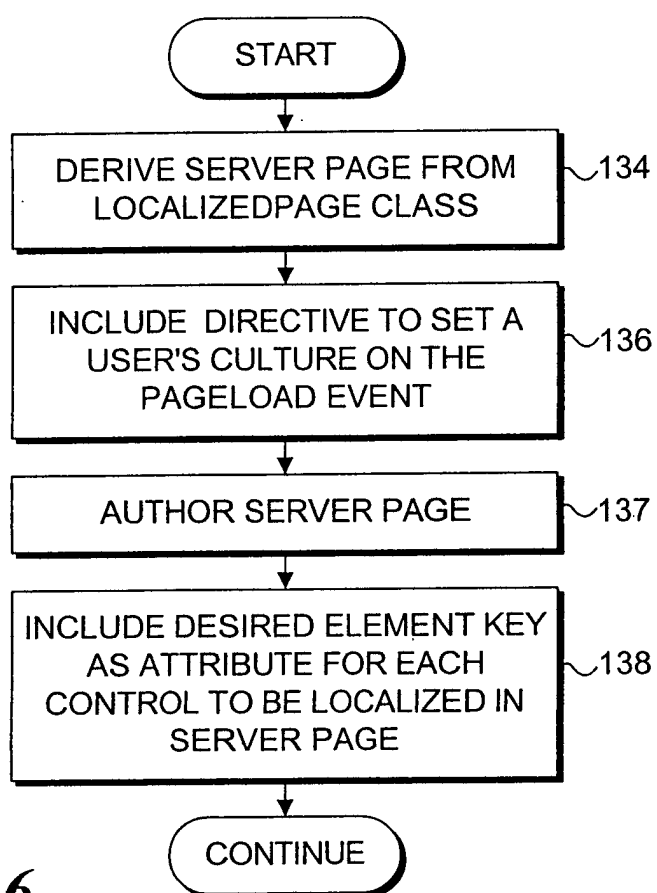 START
DERIVE SERVER PAGE FROM
LOCALIZEDPAGE CLASS
134
INCLUDE DIRECTIVE TO SET A
USER'S CULTURE ON THE
PAGELOAD EVENT
136
AUTHOR SERVER PAGE
137
INCLUDE DESIRED ELEMENT KEY
AS ATTRIBUTE FOR EACH
CONTROL TO BE LOCALIZED IN
SERVER PAGE
138
CONTINUE
6